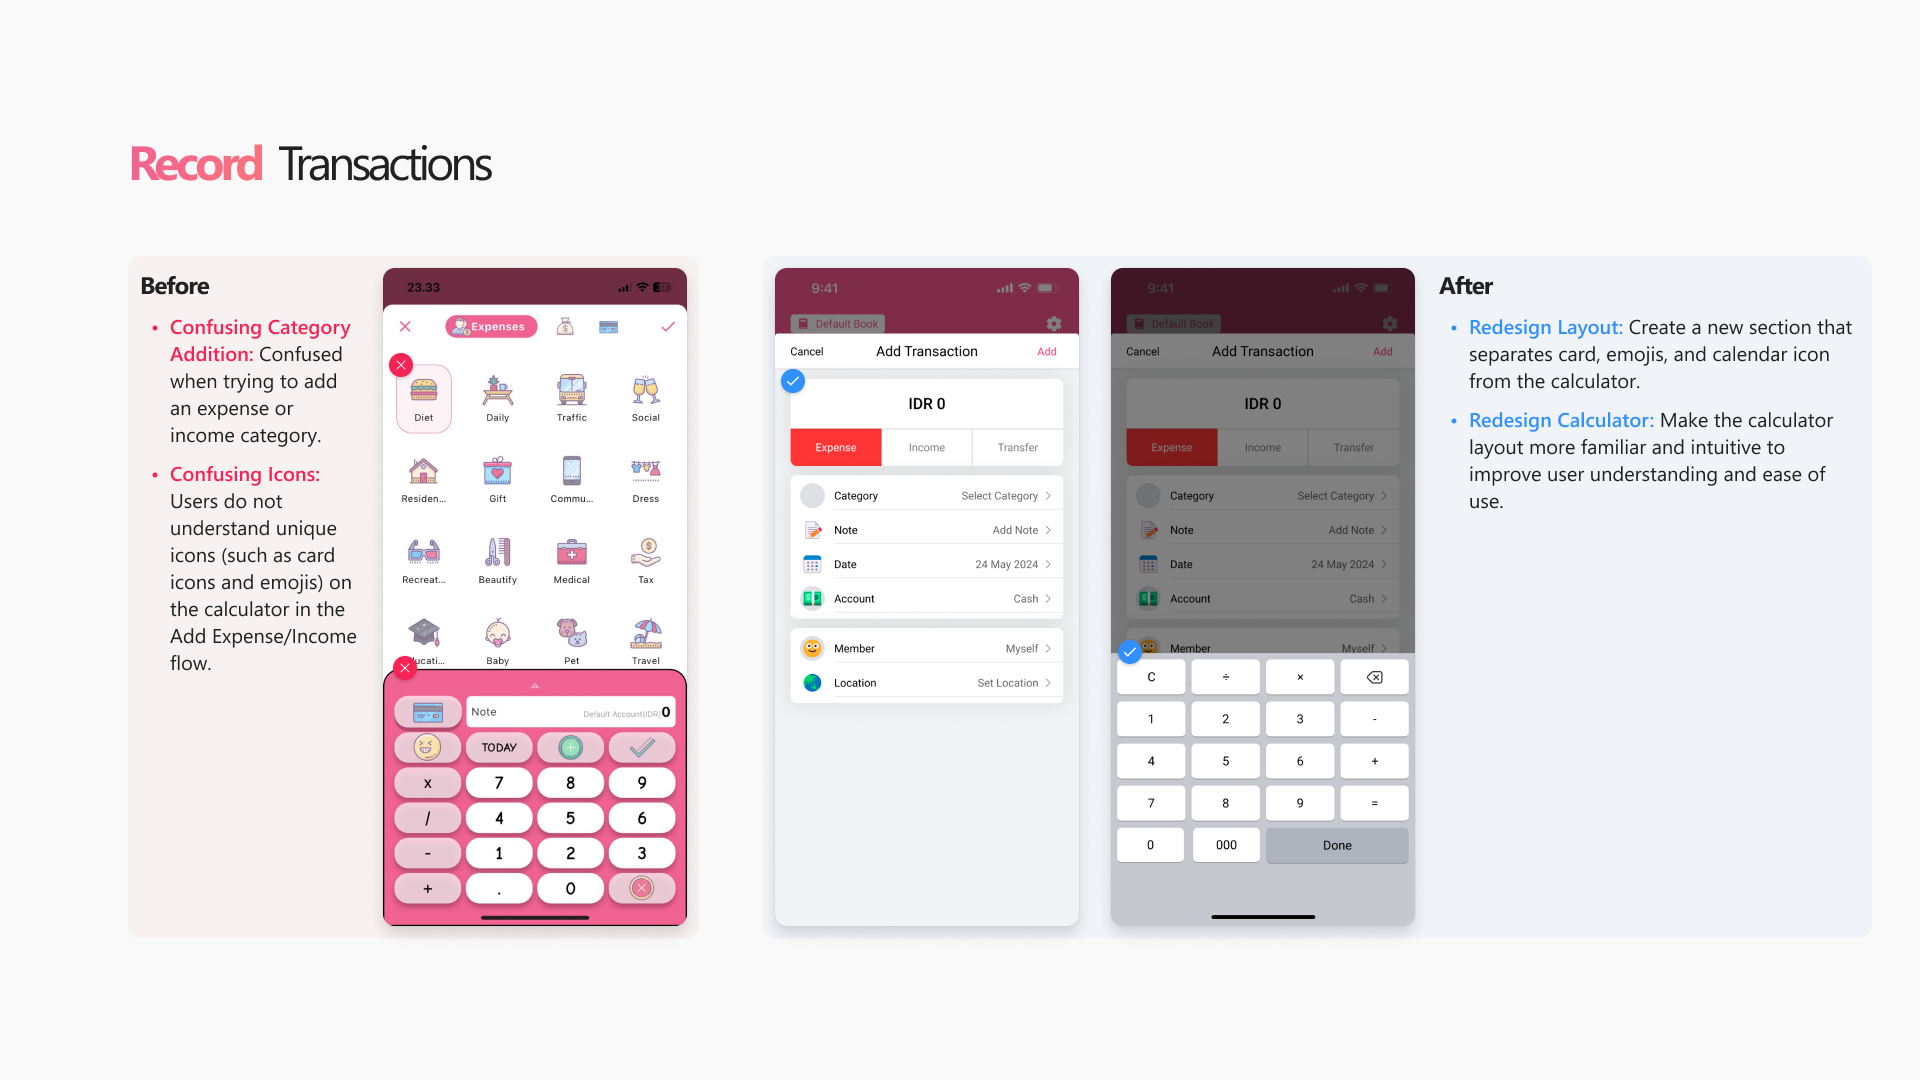 Record Transactions
Before
• Confusing Category
Addition: Confused
when trying to add
an expense or
income category.
• Confusing Icons:
Users do not
understand unique
icons (such as card
icons and emojis) on
the calculator in the
Add Expense/Income
flow.
23.33
Expenses
Diet Daily Traffic Social
Residen... Gift Commu... Dress
Recreat... Beautify Medical Tax
ucati... Baby Pet Travel
Note Default Account(IDR) 0
TODAY
x 7 8 9
/ 4 5 6
- 1 2 3
+ . 0
9:41
Default Book
Cancel Add Transaction Add
IDR 0
Expense Income Transfer
Category Select Category
Note Add Note
Date 24 May 2024
Account Cash
Member Myself
Location Set Location
9:41
Default Book
Cancel Add Transaction Add
IDR 0
Expense Income Transfer
Category Select Category
Note Add Note
Date 24 May 2024
Account Cash
Member Myself
C ÷ ×
1 2 3 -
4 5 6 +
7 8 9 =
0 000 Done
After
• Redesign Layout: Create a new section that
separates card, emojis, and calendar icon
from the calculator.
• Redesign Calculator: Make the calculator
layout more familiar and intuitive to
improve user understanding and ease of
use.